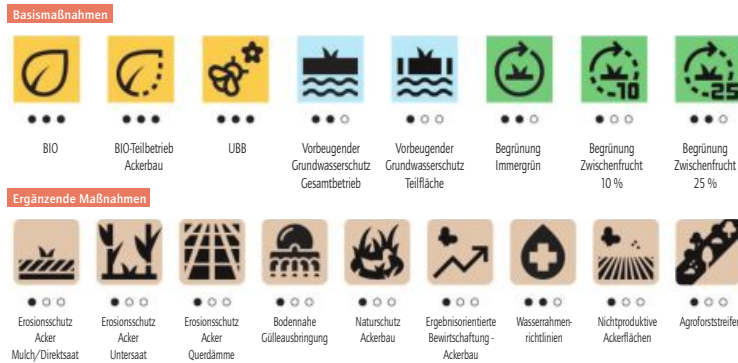 Basismaßnahmen
-10
-25
BIO
BIO-Teilbetrieb
Ackerbau
UBB
Vorbeugender
Grundwasserschutz
Gesamtbetrieb
Vorbeugender
Grundwasserschutz
Teilfläche
Begrünung
Immergrün
Begrünung
Zwischenfrucht
10 %
Begrünung
Zwischenfrucht
25 %
Ergänzende Maßnahmen
Erosionsschutz
Acker
Mulch/Direktsaat
Erosionsschutz
Acker
Untersaat
Erosionsschutz
Acker
Querdämme
Bodennahe
Gülleausbringung
Naturschutz
Ackerbau
Ergebnisorientierte
Bewirtschaftung -
Ackerbau
Wasserrahmen-
richtlinien
Nichtproduktive
Ackerflächen
Agroforststreifen